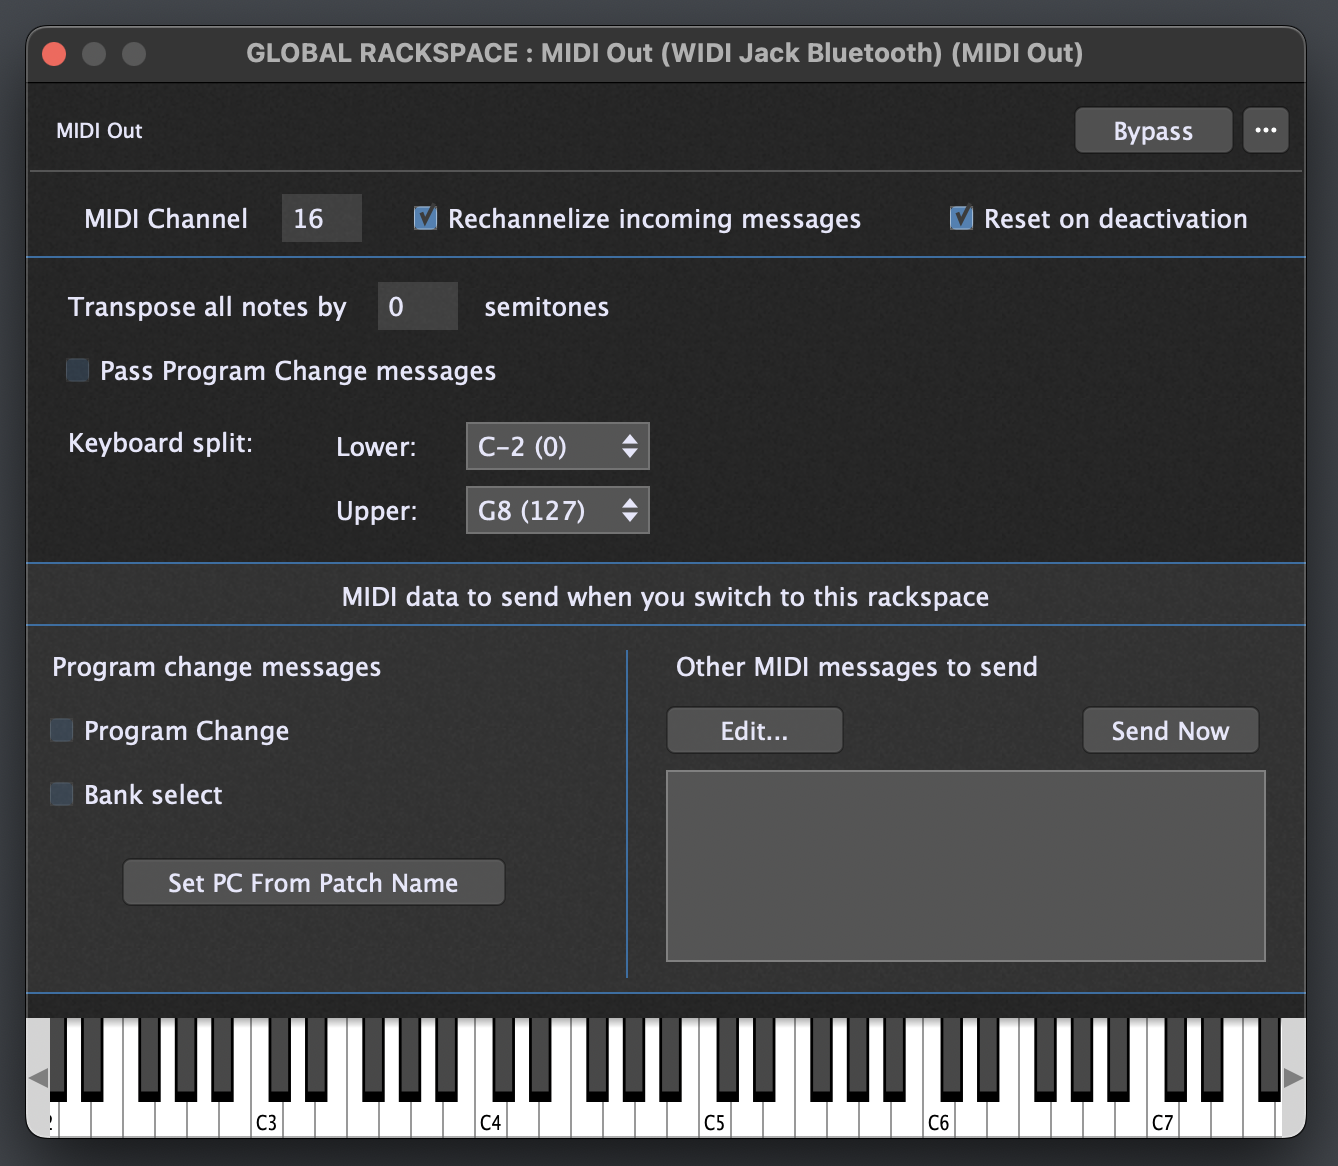 GLOBAL RACKSPACE : MIDI Out (WIDI Jack Bluetooth) (MIDI Out)
MIDI Out
Bypass ...
MIDI Channel 16 Rechannelize incoming messages Reset on deactivation
Transpose all notes by 0 semitones
Pass Program Change messages
Keyboard split: Lower: C-2 (0)
Upper: G8 (127)
MIDI data to send when you switch to this rackspace
Program change messages
Program Change
Bank select
Set PC From Patch Name
Other MIDI messages to send
Edit... Send Now
C3 C4 C5 C6 C7